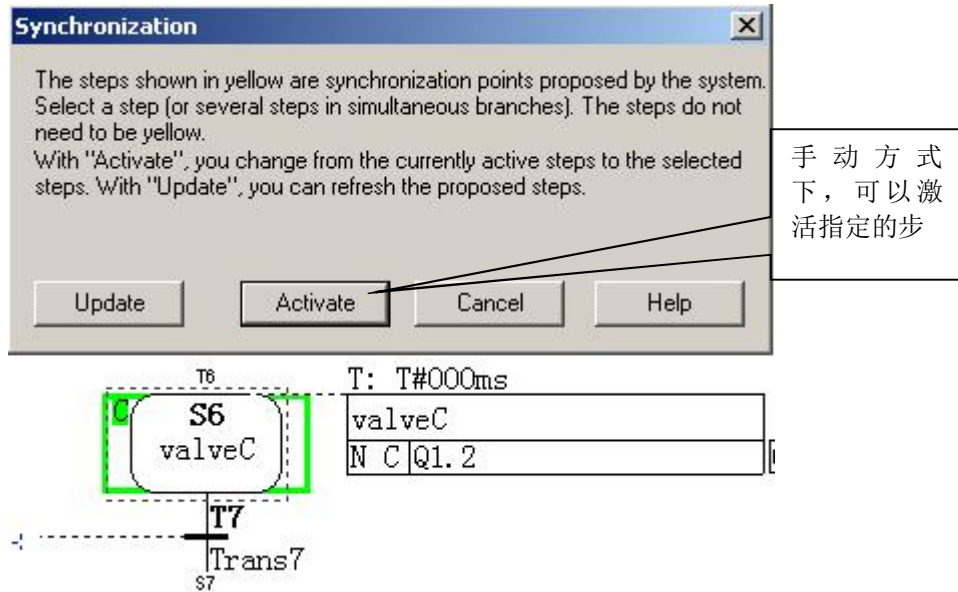 Synchronization
The steps shown in yellow are synchronization points proposed by the system.
Select a step (or several steps in simultaneous branches). The steps do not
need to be yellow.
With "Activate", you change from the currently active steps to the selected
steps. With "Update", you can refresh the proposed steps.
手动方式
下，可以激
活指定的步
Update Activate Cancel Help
T6
T: T#000ms
C
S6
valveC
valveC
N C Q1.2
T7
Trans7
S7